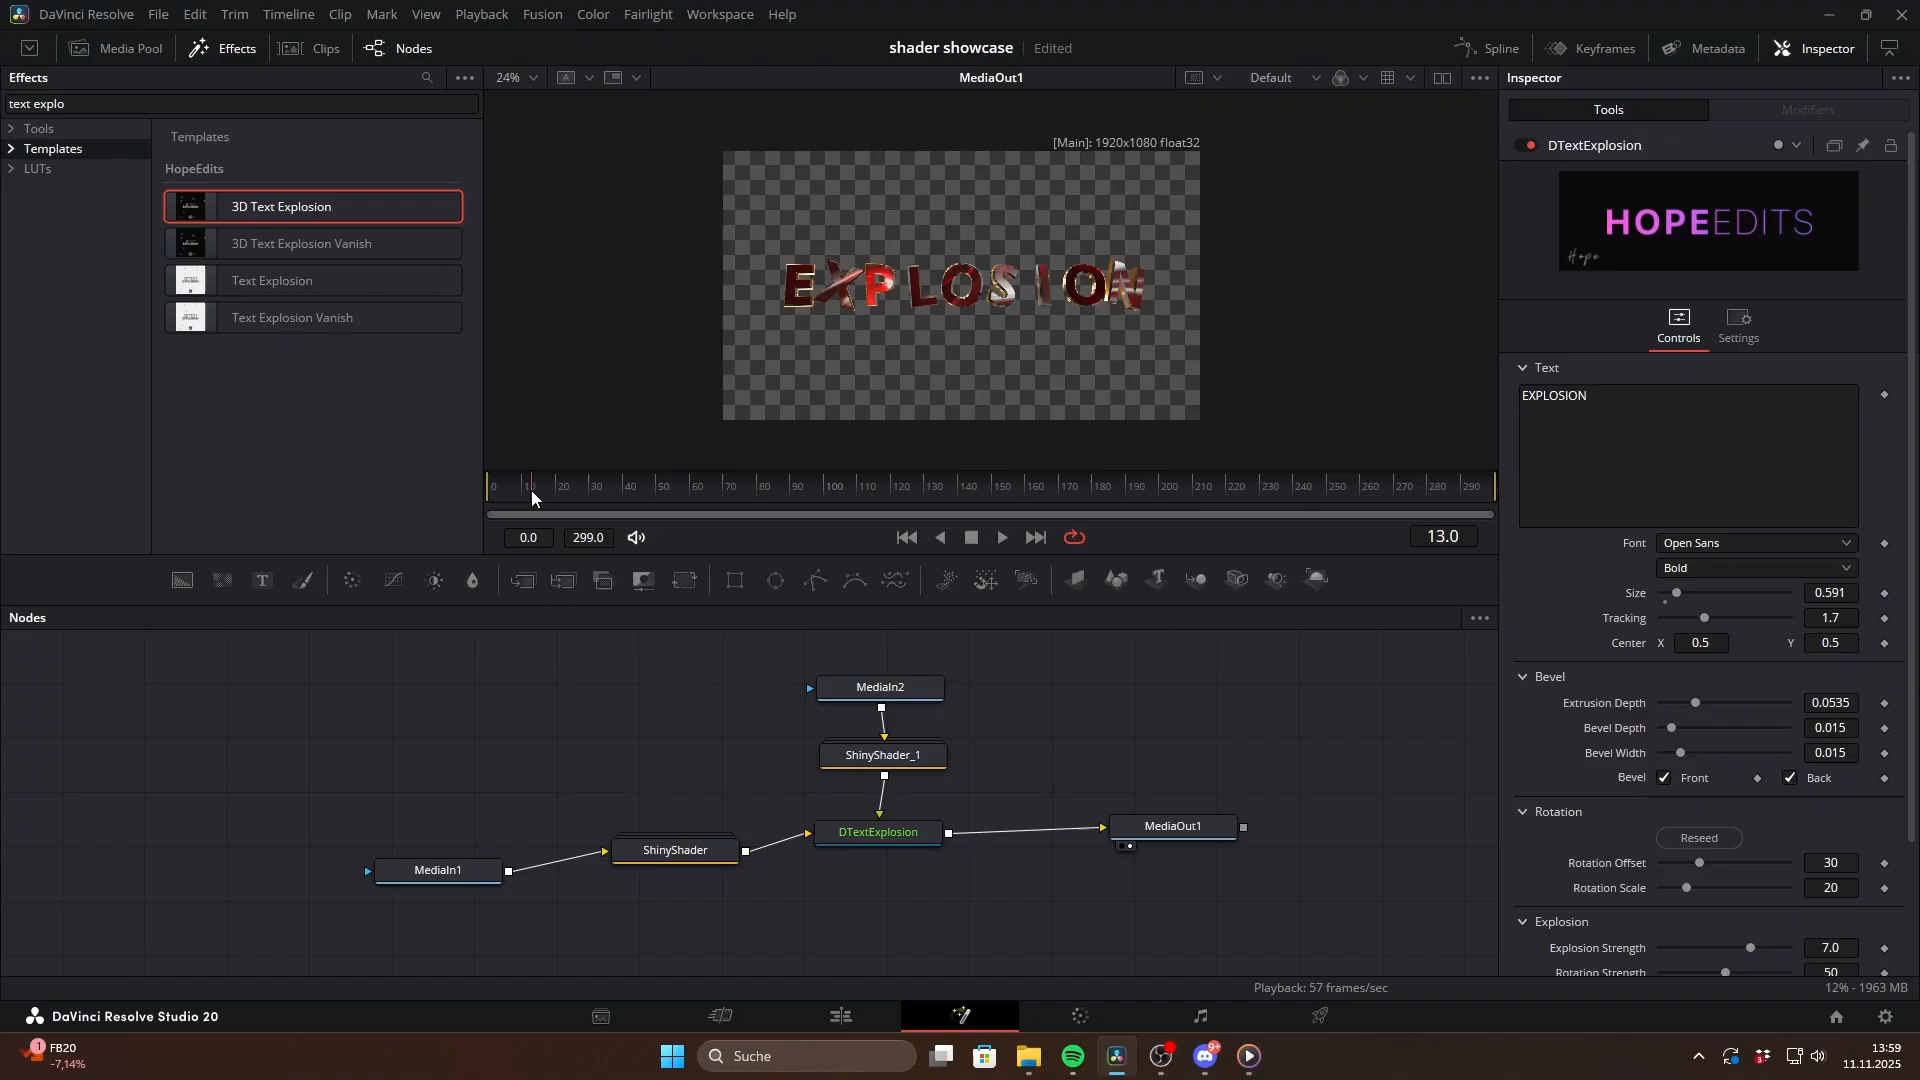 DaVinci Resolve File Edit Trim Timeline Clip Mark View Playback Fusion Color Fairlight Workspace Help
Media Pool Effects Clips Nodes shader showcase Edited Spline Keyframes Metadata Inspector
Effects 24% A MediaOut1 Default Inspector
text explo
Tools
Templates
LUTs
Templates
HopeEdits
3D Text Explosion
3D Text Explosion Vanish
Text Explosion
Text Explosion Vanish
[Main]: 1920x1080 float32
EXPLOSION
0 10 20 30 40 50 60 70 80 90 100 110 120 130 140 150 160 170 180 190 200 210 220 230 240 250 260 270 280 290
0.0 299.0 13.0
Tools Modifiers
DTextExplosion
HOPEEDITS
Hope
Controls Settings
Text
EXPLOSION
Font Open Sans
Bold
Size 0.591
Tracking 1.7
Center X 0.5 Y 0.5
Bevel
Extrusion Depth 0.0535
Bevel Depth 0.015
Bevel Width 0.015
Bevel Front Back
Rotation
Reseed
Rotation Offset 30
Rotation Scale 20
Explosion
Explosion Strength 7.0
Rotation Strength 50
T T
Nodes
MediaIn2
ShinyShader_1
DTextExplosion
MediaOut1
ShinyShader
MediaIn1
Playback: 57 frames/sec 12% - 1963 MB
DaVinci Resolve Studio 20
1 FB20
-7,14%
Suche
9+
3
13:59
11.11.2025